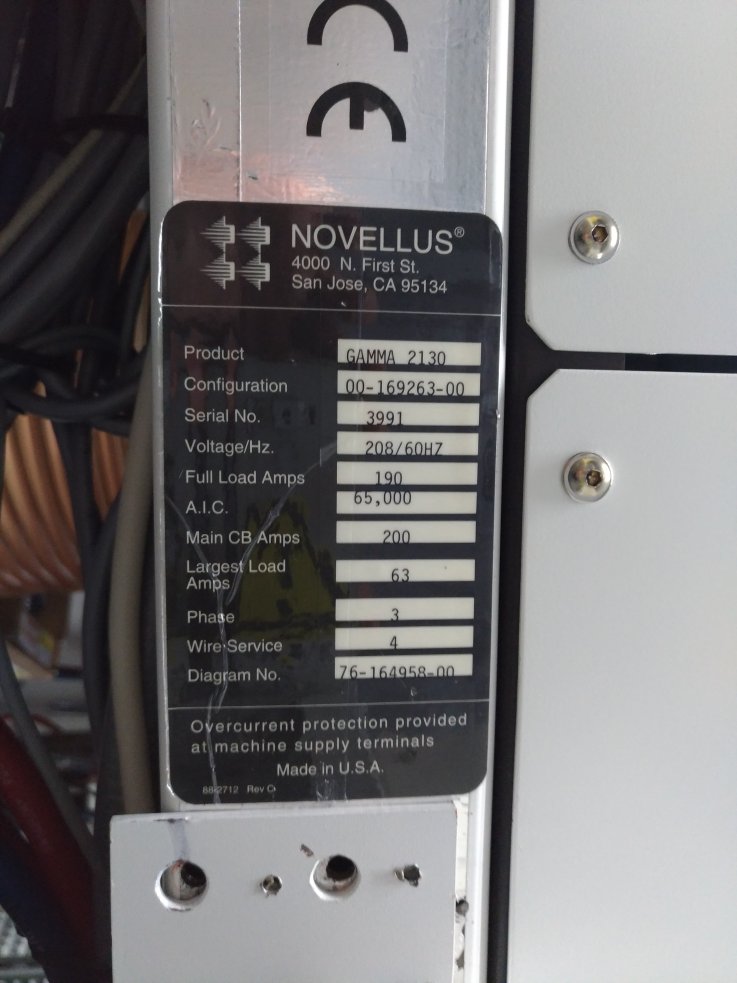 CE
NOVELLUS®
4000 N. First St.
San Jose, CA 95134
Product GAMMA 2130
Configuration 00-169263-00
Serial No. 3991
Voltage/Hz. 208/60HZ
Full Load Amps 190
A.I.C. 65,000
Main CB Amps 200
Largest Load
Amps 63
Phase 3
Wire Service 4
Diagram No. 76-164958-00
Overcurrent protection provided
at machine supply terminals
Made in U.S.A.
88-2712 Rev C